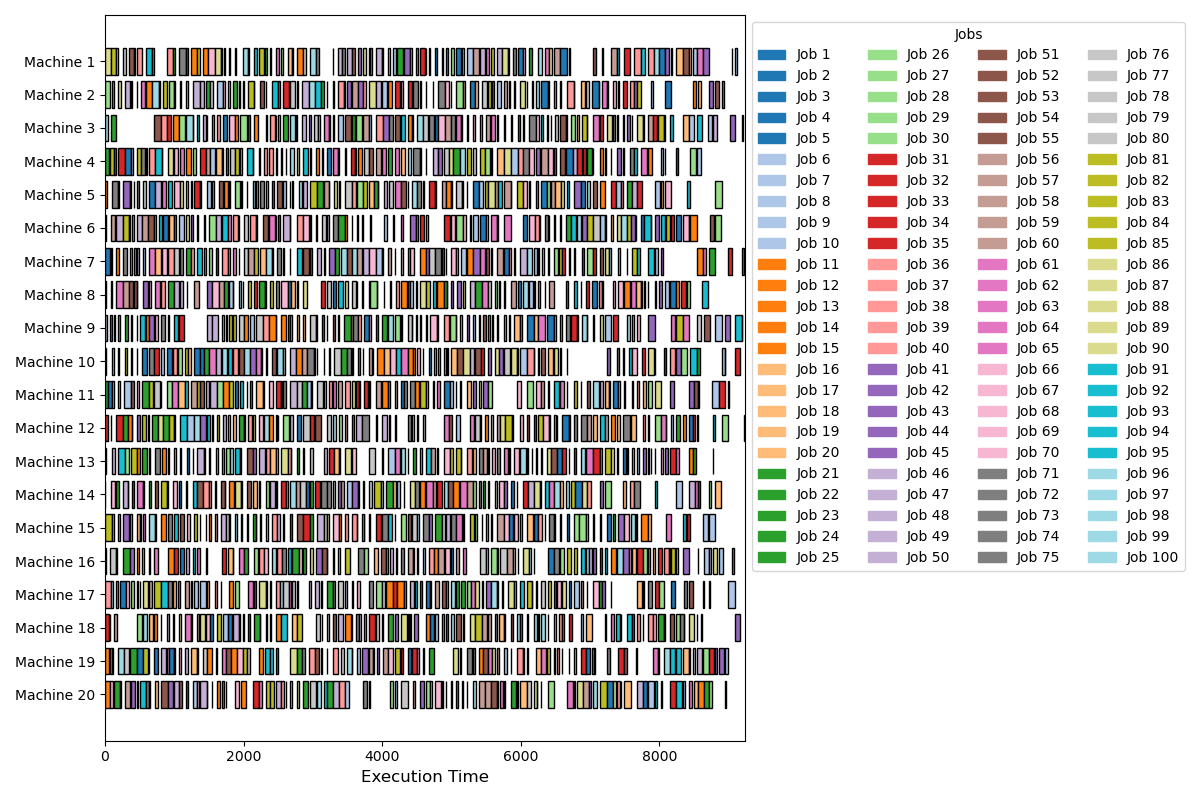 Machine 1
Machine 2
Machine 3
Machine 4
Machine 5
Machine 6
Machine 7
Machine 8
Machine 9
Machine 10
Machine 11
Machine 12
Machine 13
Machine 14
Machine 15
Machine 16
Machine 17
Machine 18
Machine 19
Machine 20
0 2000 4000 6000 8000
Execution Time
Jobs
Job 1 Job 26 Job 51 Job 76
Job 2 Job 27 Job 52 Job 77
Job 3 Job 28 Job 53 Job 78
Job 4 Job 29 Job 54 Job 79
Job 5 Job 30 Job 55 Job 80
Job 6 Job 31 Job 56 Job 81
Job 7 Job 32 Job 57 Job 82
Job 8 Job 33 Job 58 Job 83
Job 9 Job 34 Job 59 Job 84
Job 10 Job 35 Job 60 Job 85
Job 11 Job 36 Job 61 Job 86
Job 12 Job 37 Job 62 Job 87
Job 13 Job 38 Job 63 Job 88
Job 14 Job 39 Job 64 Job 89
Job 15 Job 40 Job 65 Job 90
Job 16 Job 41 Job 66 Job 91
Job 17 Job 42 Job 67 Job 92
Job 18 Job 43 Job 68 Job 93
Job 19 Job 44 Job 69 Job 94
Job 20 Job 45 Job 70 Job 95
Job 21 Job 46 Job 71 Job 96
Job 22 Job 47 Job 72 Job 97
Job 23 Job 48 Job 73 Job 98
Job 24 Job 49 Job 74 Job 99
Job 25 Job 50 Job 75 Job 100